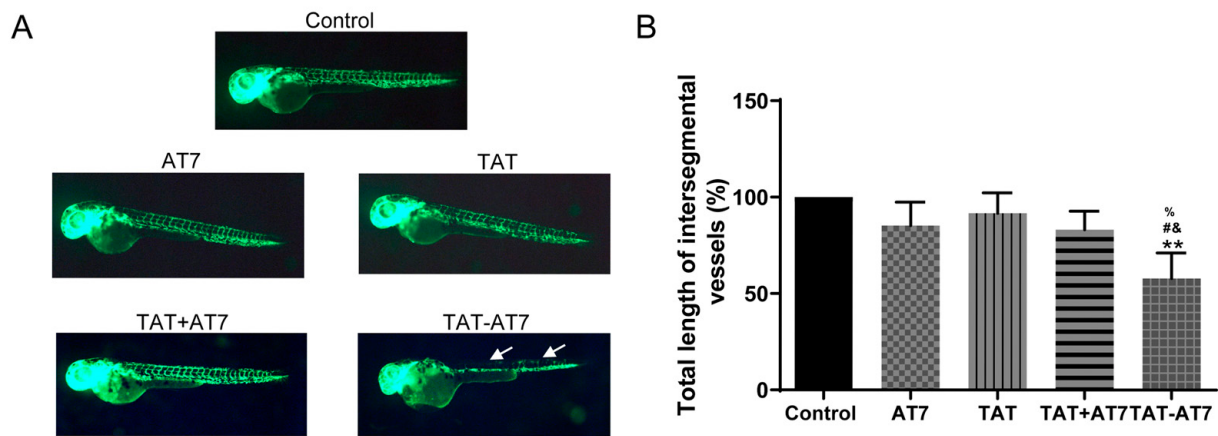 A
Control
AT7
TAT
TAT+AT7
TAT-AT7
B
Total length of intersegmental
vessels (%)
150
100
50
0
%
#&
**
Control
AT7
TAT
TAT+AT7
TAT-AT7